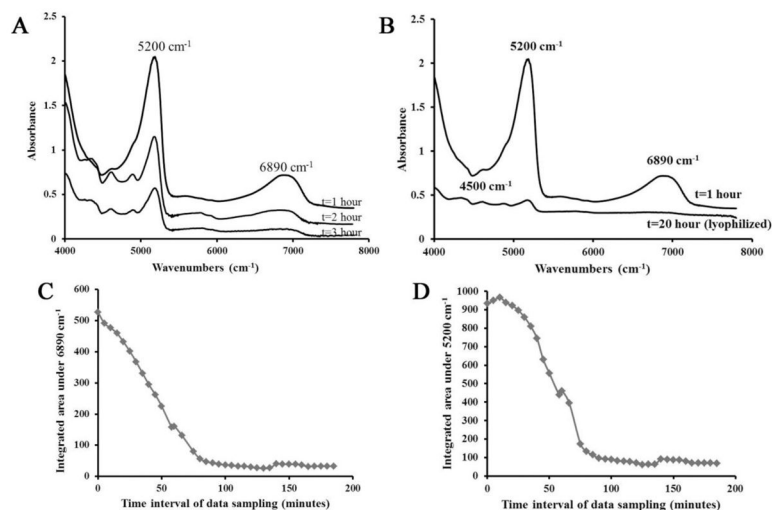 A
5200 cm-1
6890 cm-1
t=1 hour
t=2 hour
t=3 hour
Absorbance
2.5
2
1.5
1
0.5
0
4000 5000 6000 7000 8000
Wavenumbers (cm-1)
B
5200 cm-1
6890 cm-1
4500 cm-1
t=1 hour
t=20 hour (lyophilized)
Absorbance
2.5
2
1.5
1
0.5
0
4000 5000 6000 7000 8000
Wavenumbers (cm-1)
C
Integrated area under 6890 cm-1
600
500
400
300
200
100
0
0 50 100 150 200
Time interval of data sampling (minutes)
D
Integrated area under 5200 cm-1
1000
900
800
700
600
500
400
300
200
100
0
0 50 100 150 200
Time interval of data sampling (minutes)